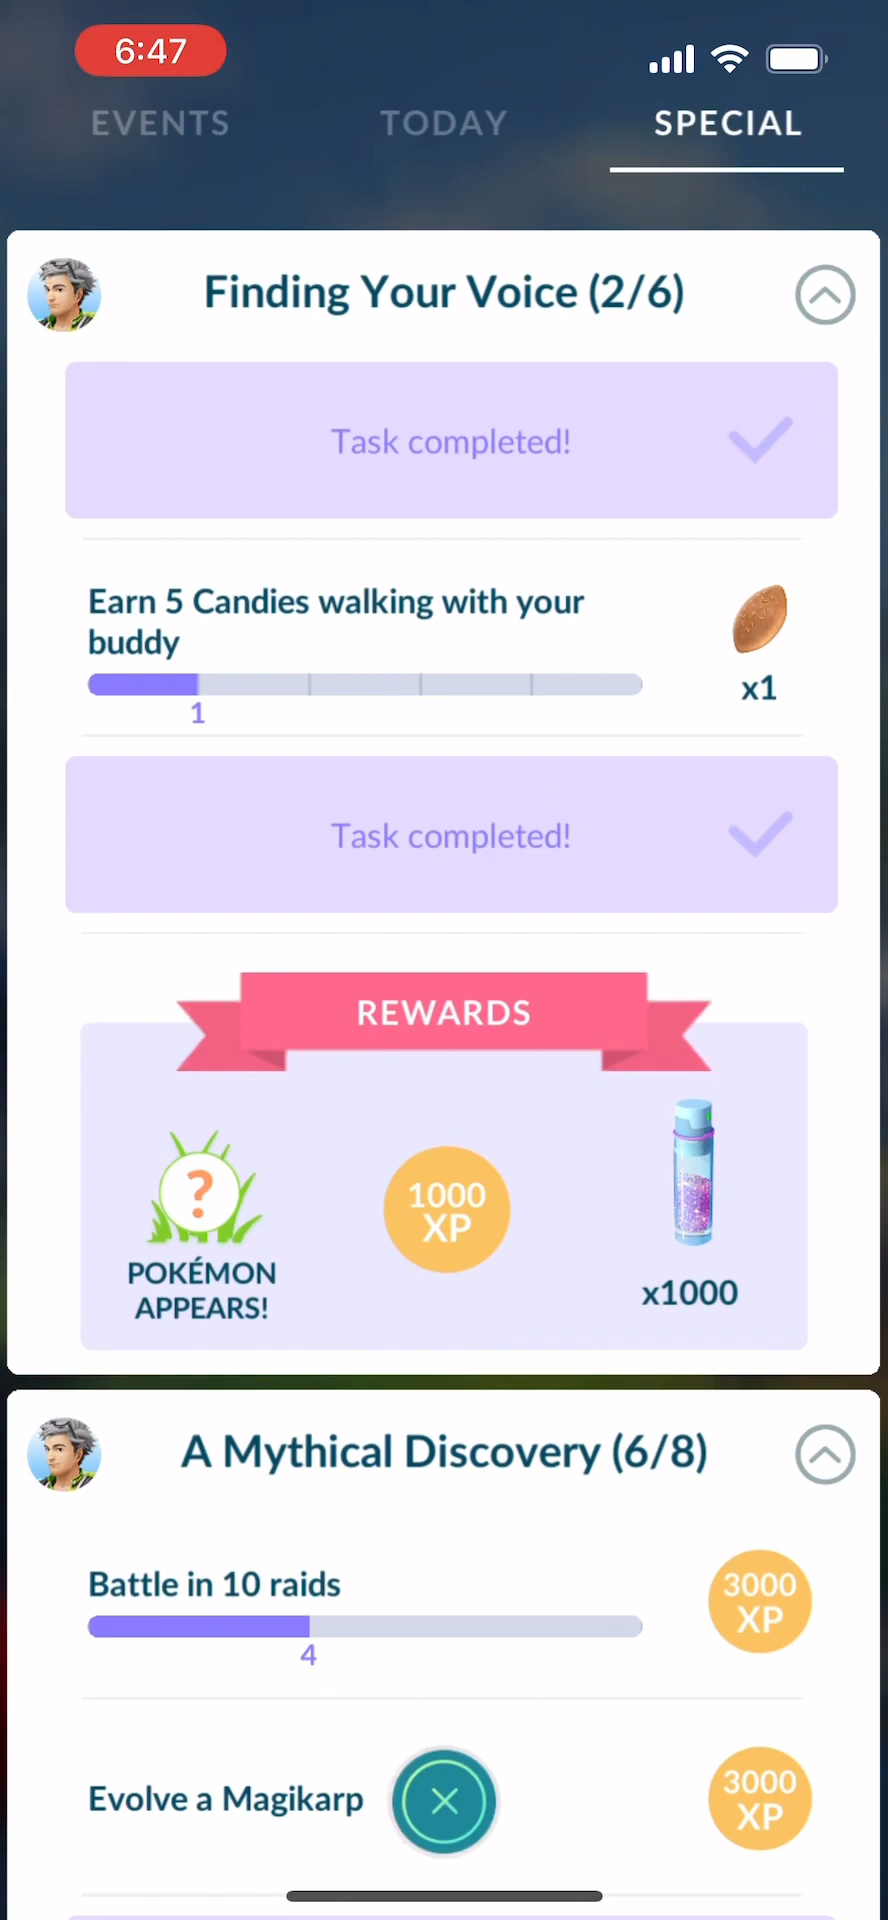 6:47
EVENTS
TODAY
SPECIAL
Finding Your Voice (2/6)
Task completed!
Earn 5 Candies walking with your
buddy
x1
1
Task completed!
REWARDS
?
POKÉMON
APPEARS!
1000
XP
x1000
A Mythical Discovery (6/8)
Battle in 10 raids
4
3000
XP
Evolve a Magikarp
3000
XP